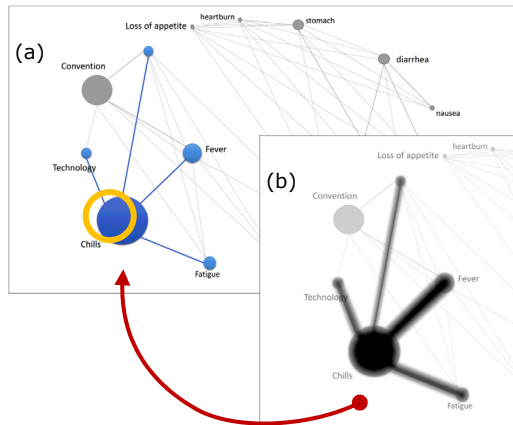 (a)
Loss of appetite
heartburn
stomach
Convention
diarrhea
nausea
Technology
Fever
Chills
Fatigue
(b)
heartburn
Loss of appetite
Convention
Technology
Fever
Chills
Fatigue